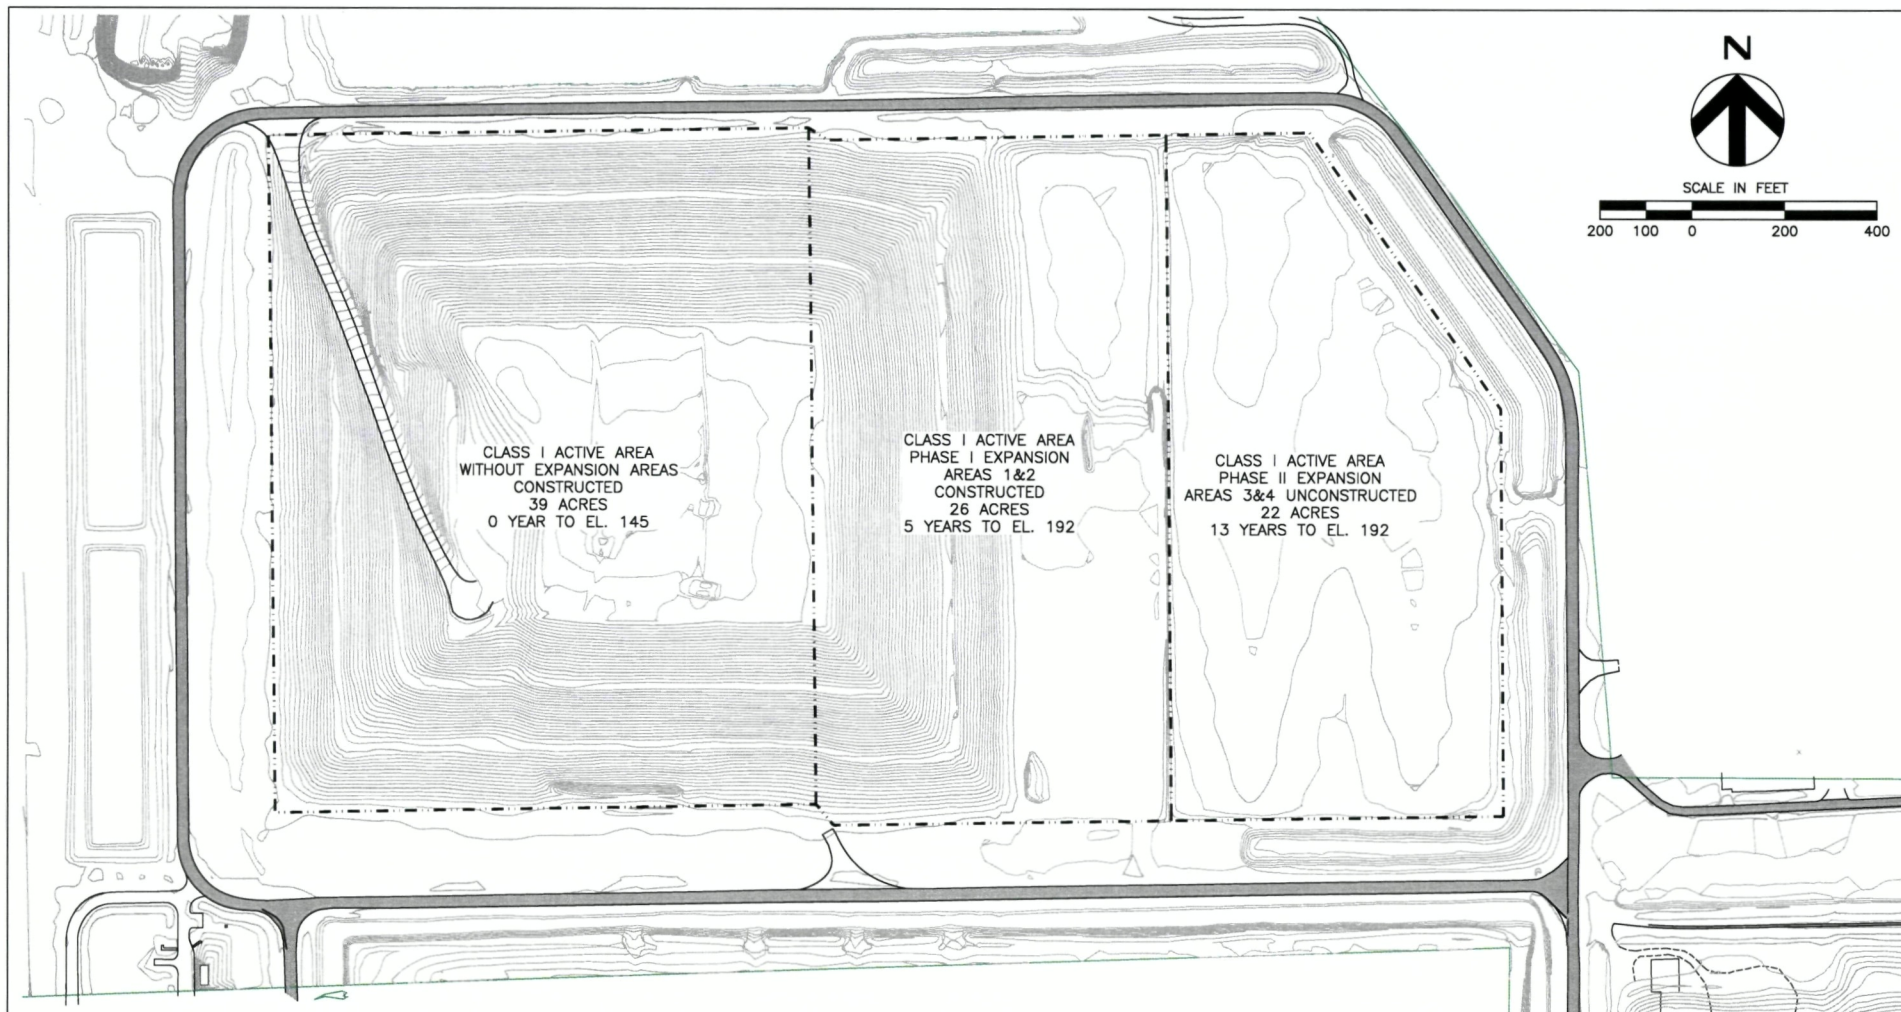 N
SCALE IN FEET
200 100 0 200 400
CLASS I ACTIVE AREA
WITHOUT EXPANSION AREAS
CONSTRUCTED
39 ACRES
0 YEAR TO EL. 145
CLASS I ACTIVE AREA
PHASE I EXPANSION
AREAS 1&2
CONSTRUCTED
26 ACRES
5 YEARS TO EL. 192
CLASS I ACTIVE AREA
PHASE II EXPANSION
AREAS 3&4 UNCONSTRUCTED
22 ACRES
13 YEARS TO EL. 192